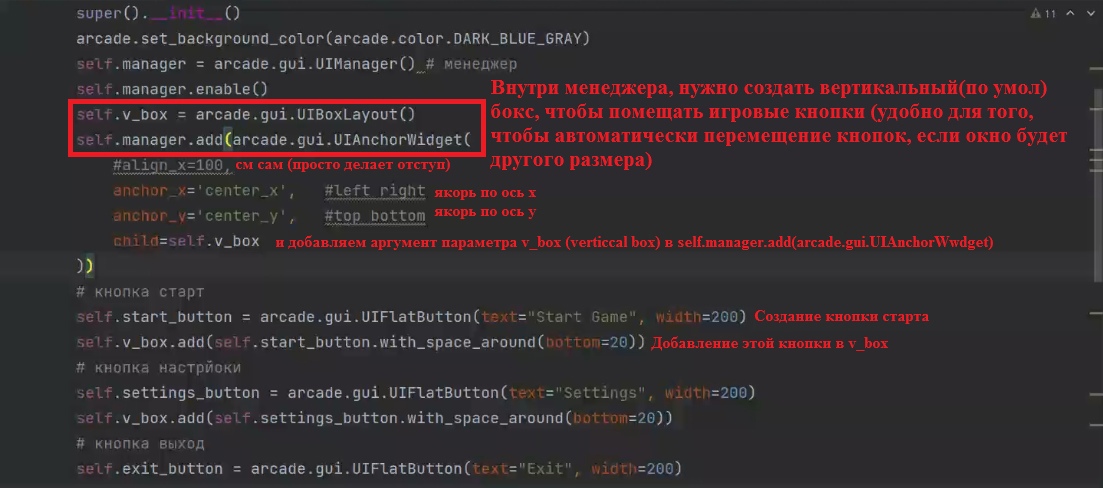 super().__init__()
11
arcade.set_background_color(arcade.color.DARK_BLUE_GRAY)
self.manager = arcade.gui.UIManager() # менеджер
self.manager.enable()
Внутри менеджера, нужно создать вертикальный(по умол)
self.v_box = arcade.gui.UIBoxLayout()
бокс, чтобы помещать игровые кнопки (удобно для того,
self.manager.add(arcade.gui.UIAnchorWidget(
чтобы автоматически перемещение кнопок, если окно будет
другого размера)
#align_x=100, см сам (просто делает отступ)
anchor_x='center_x', #left right якорь по ось x
anchor_y='center_y', #top bottom якорь по ось y
child=self.v_box и добавляем аргумент параметра v_box (verticcal box) в self.manager.add(arcade.gui.UIAnchorWwdget)
))
# кнопка старт
self.start_button = arcade.gui.UIFlatButton(text="Start Game", width=200) Создание кнопки старта
self.v_box.add(self.start_button.with_space_around(bottom=20)) Добавление этой кнопки в v_box
# кнопка настрйоки
self.settings_button = arcade.gui.UIFlatButton(text="Settings", width=200)
self.v_box.add(self.settings_button.with_space_around(bottom=20))
# кнопка выход
self.exit_button = arcade.gui.UIFlatButton(text="Exit", width=200)